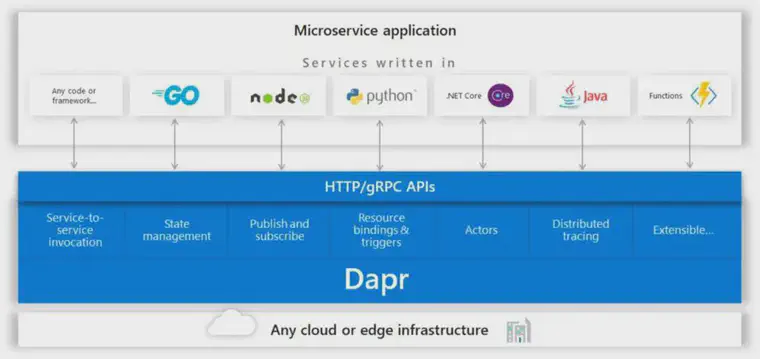 Microservice application
Services written in
Any code or
framework...
GO
node
JS
python
.NET Core
Core
Java
Functions
HTTP/gRPC APIs
Service-to-
service
invocation
State
management
Publish and
subscribe
Resource
bindings &
triggers
Actors
Distributed
tracing
Extensible...
Dapr
Any cloud or edge infrastructure